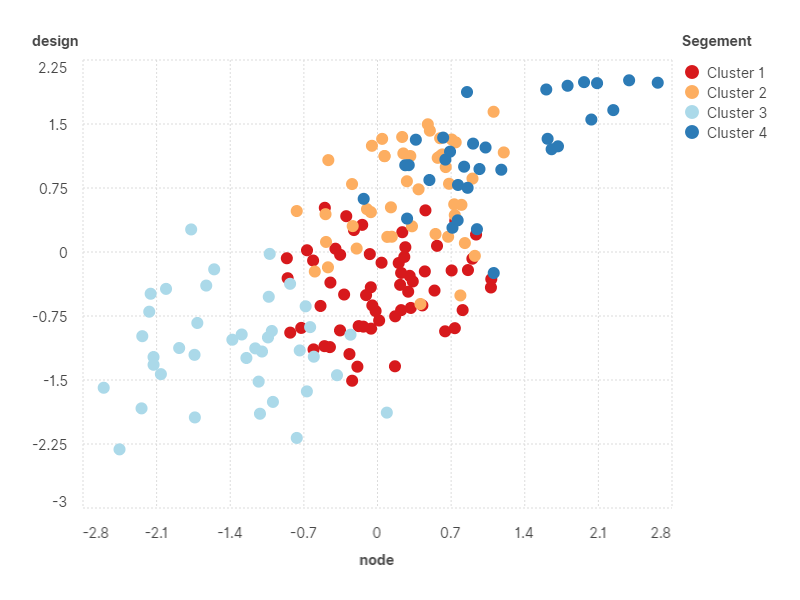 design
Segement
Cluster 1
Cluster 2
Cluster 3
Cluster 4
2.25
1.5
0.75
0
-0.75
-1.5
-2.25
-3
-2.8 -2.1 -1.4 -0.7 0 0.7 1.4 2.1 2.8
node